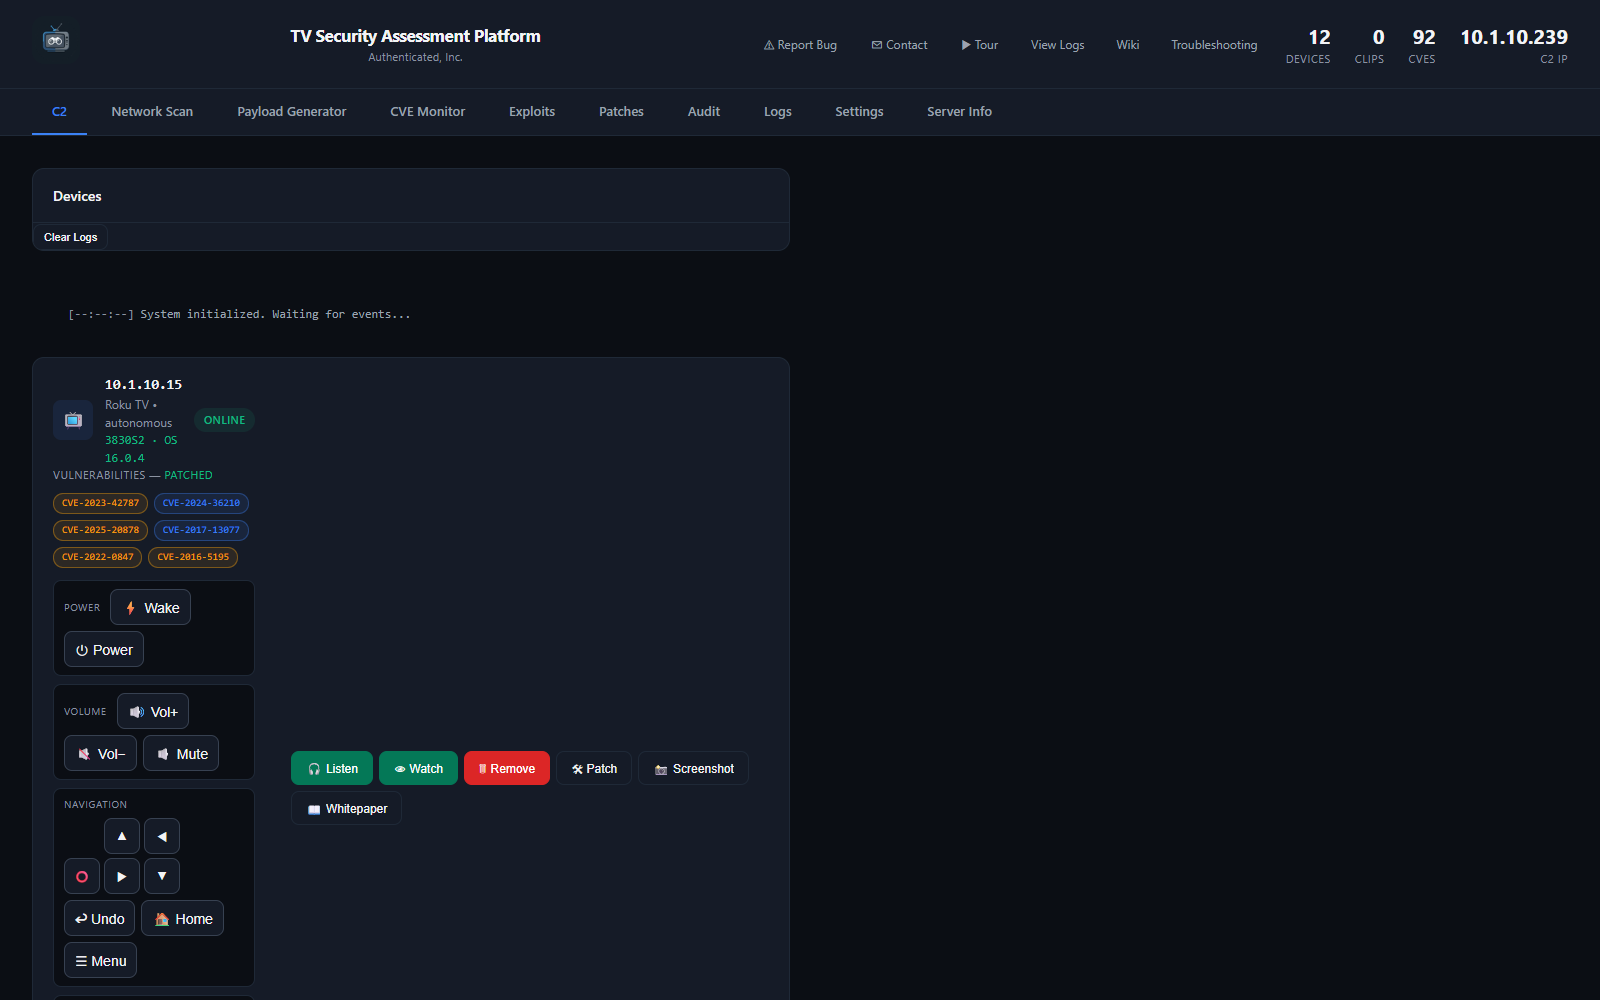 TV Security Assessment Platform
Authenticated, Inc.
⚠ Report Bug
✉ Contact
▶ Tour
View Logs
Wiki
Troubleshooting
12
DEVICES
0
CLIPS
92
CVES
10.1.10.239
C2 IP
C2
Network Scan
Payload Generator
CVE Monitor
Exploits
Patches
Audit
Logs
Settings
Server Info
Devices
Clear Logs
[--:--:--] System initialized. Waiting for events...
10.1.10.15
Roku TV •
autonomous
3830S2 · OS
16.0.4
ONLINE
VULNERABILITIES — PATCHED
CVE-2023-42787
CVE-2024-36210
CVE-2025-20878
CVE-2017-13077
CVE-2022-0847
CVE-2016-5195
POWER
Wake
Power
VOLUME
Vol+
Vol–
Mute
NAVIGATION
Undo
Home
Menu
Listen
Watch
Remove
Patch
Screenshot
Whitepaper